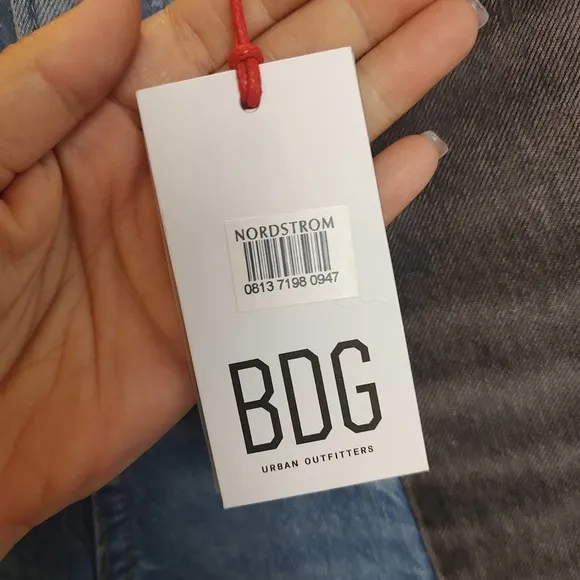 NORDSTROM
0813 7198 0947
BDG
URBAN OUTFITTERS